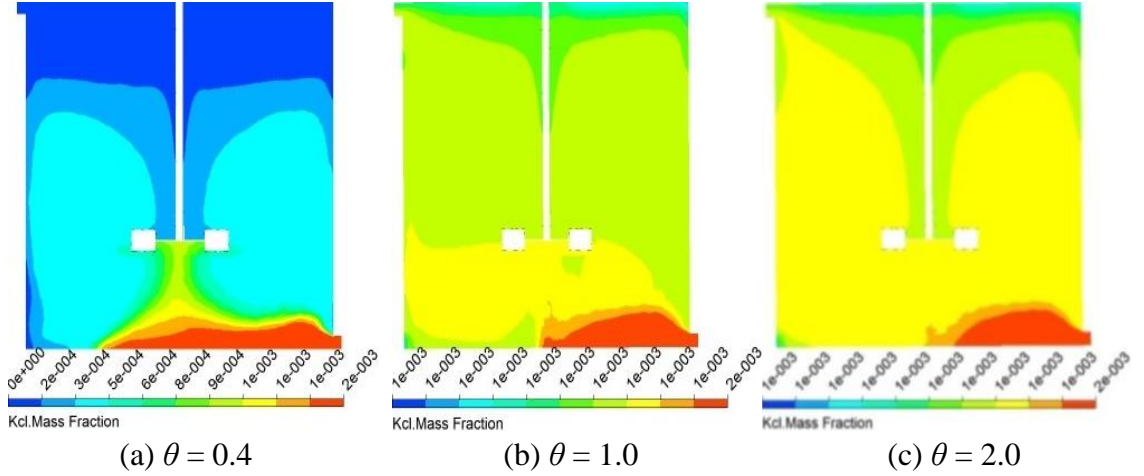 0e+000 2e-004 3e-004 5e-004 6e-004 8e-004 9e-004 1e-003 1e-003 1e-003 2e-003
Kcl.Mass Fraction
(a) θ = 0.4
1e-003 1e-003 1e-003 1e-003 1e-003 1e-003 1e-003 1e-003 1e-003 1e-003 2e-003
Kcl.Mass Fraction
(b) θ = 1.0
1e-003 1e-003 1e-003 1e-003 1e-003 1e-003 1e-003 1e-003 1e-003 1e-003 2e-003
Kcl.Mass Fraction
(c) θ = 2.0